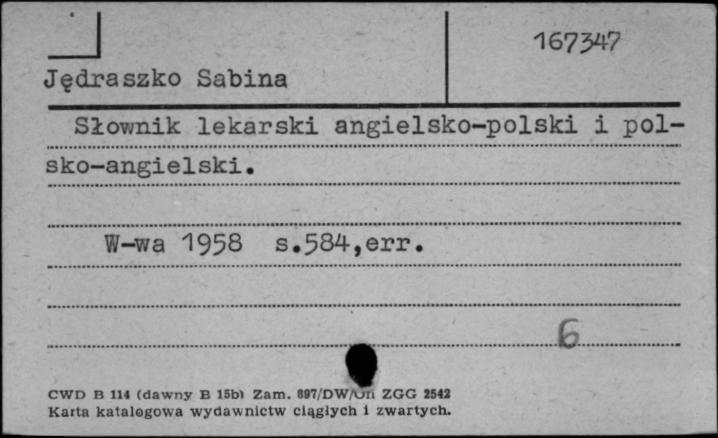 167347
Jędraszko Sabina
Słownik lekarski angielsko-polski i pol-
sko-angielski.
W-wa 1958 s.584,err.
6
CWD B 114 (dawny B 15b) Zam. 897/DW/ ZGG 2542
Karta katalogowa wydawnictw ciągłych i zwartych.